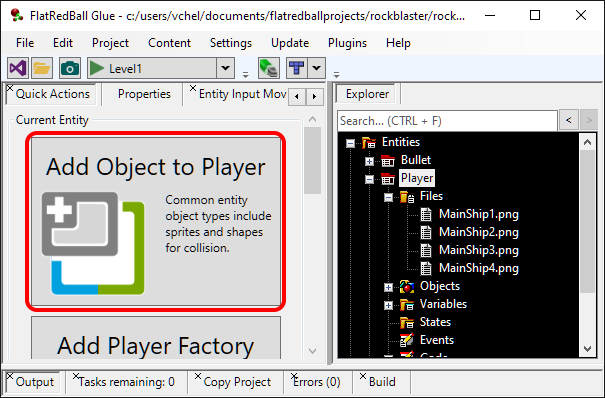 FlatRedBall Glue - c:/users/vchel/documents/flatredballprojects/rockblaster/rock...
File Edit Project Content Settings Update Plugins Help
Level1
Quick Actions Properties Entity Input Mov
Explorer
Current Entity
Add Object to Player
Common entity
object types include
sprites and shapes
for collision.
Add Player Factory
Search... (CTRL + F)
< >
Entities
Bullet
Player
Files
MainShip1.png
MainShip2.png
MainShip3.png
MainShip4.png
Objects
Variables
States
Events
Output Tasks remaining: 0 Copy Project Errors (0) Build